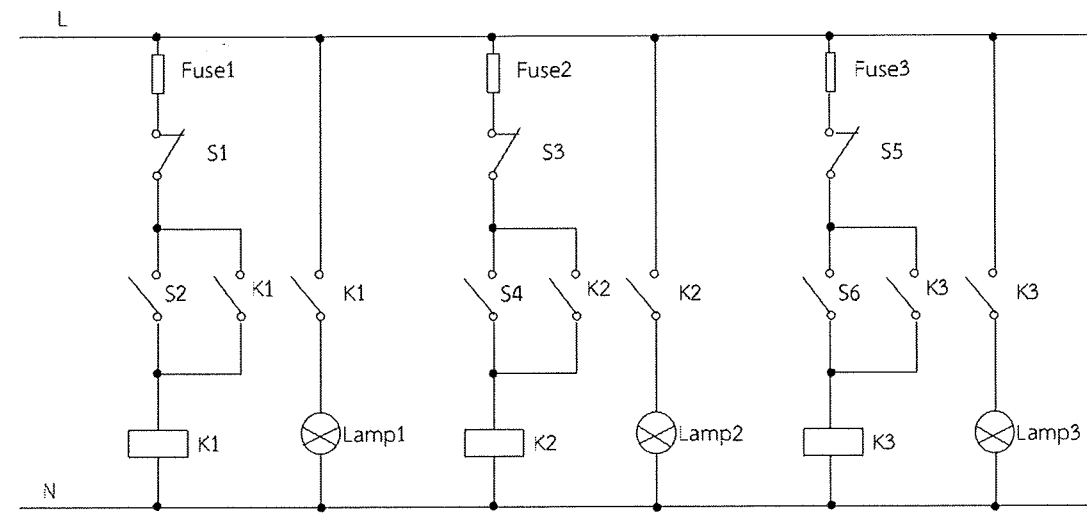 L
Fuse1 Fuse2 Fuse3
S1 S3 S5
S2 K1 K1 S4 K2 K2 S6 K3 K3
K1 Lamp1 K2 Lamp2 K3 Lamp3
N